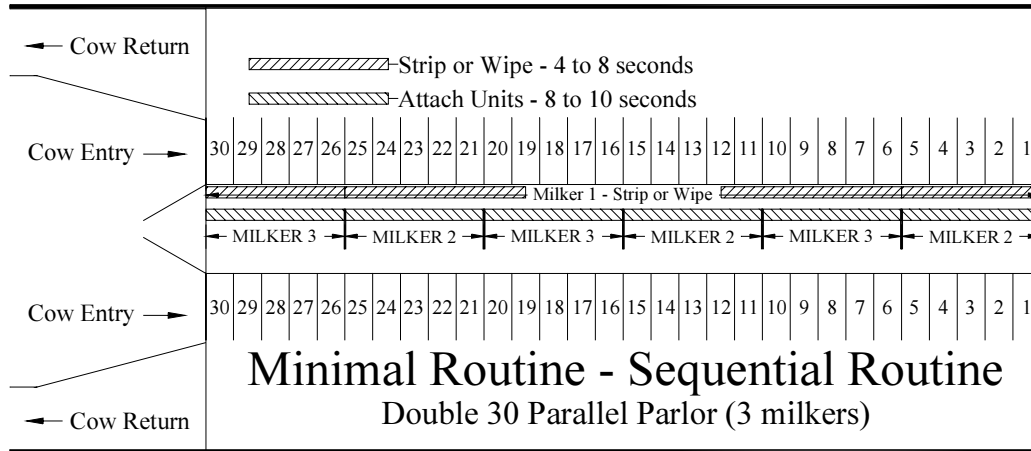 Cow Return
Strip or Wipe - 4 to 8 seconds
Attach Units - 8 to 10 seconds
Cow Entry
30 29 28 27 26 25 24 23 22 21 20 19 18 17 16 15 14 13 12 11 10 9 8 7 6 5 4 3 2 1
Milker 1 - Strip or Wipe
MILKER 3 MILKER 2 MILKER 3 MILKER 2 MILKER 3 MILKER 2
Cow Entry
30 29 28 27 26 25 24 23 22 21 20 19 18 17 16 15 14 13 12 11 10 9 8 7 6 5 4 3 2 1
Minimal Routine - Sequential Routine
Double 30 Parallel Parlor (3 milkers)
Cow Return